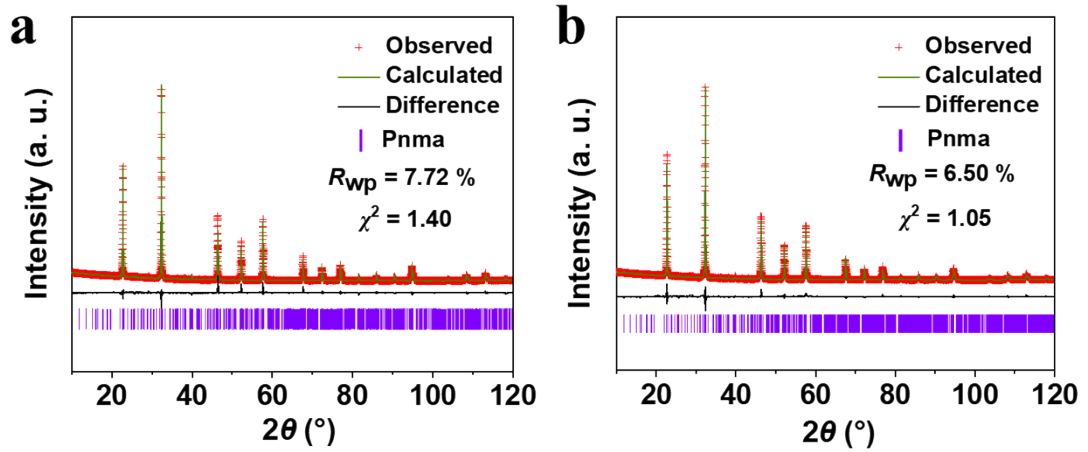 a
Observed
Calculated
Difference
Pnma
Rwp = 7.72 %
χ² = 1.40
Intensity (a. u.)
20 40 60 80 100 120
2θ (°)
b
Observed
Calculated
Difference
Pnma
Rwp = 6.50 %
χ² = 1.05
Intensity (a. u.)
20 40 60 80 100 120
2θ (°)